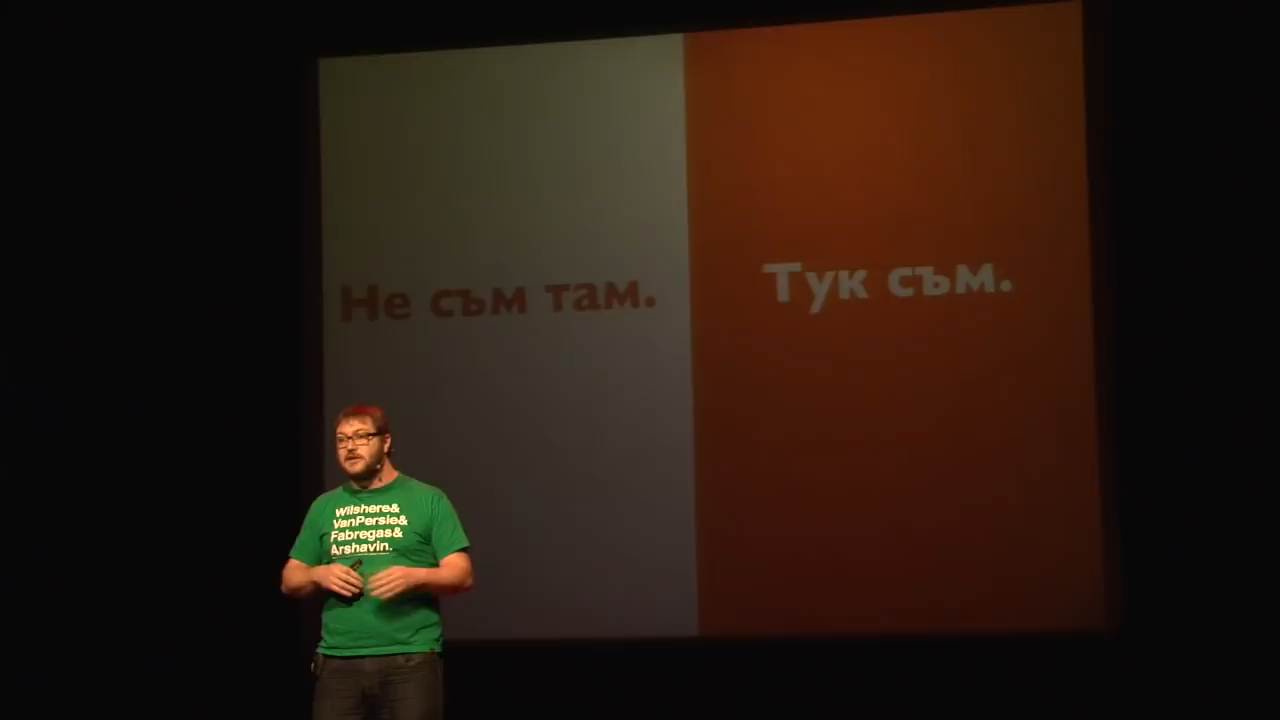 Не съм там.
Тук съм.
Wilshere&
VanPersie&
Fabregas&
Arshavin.